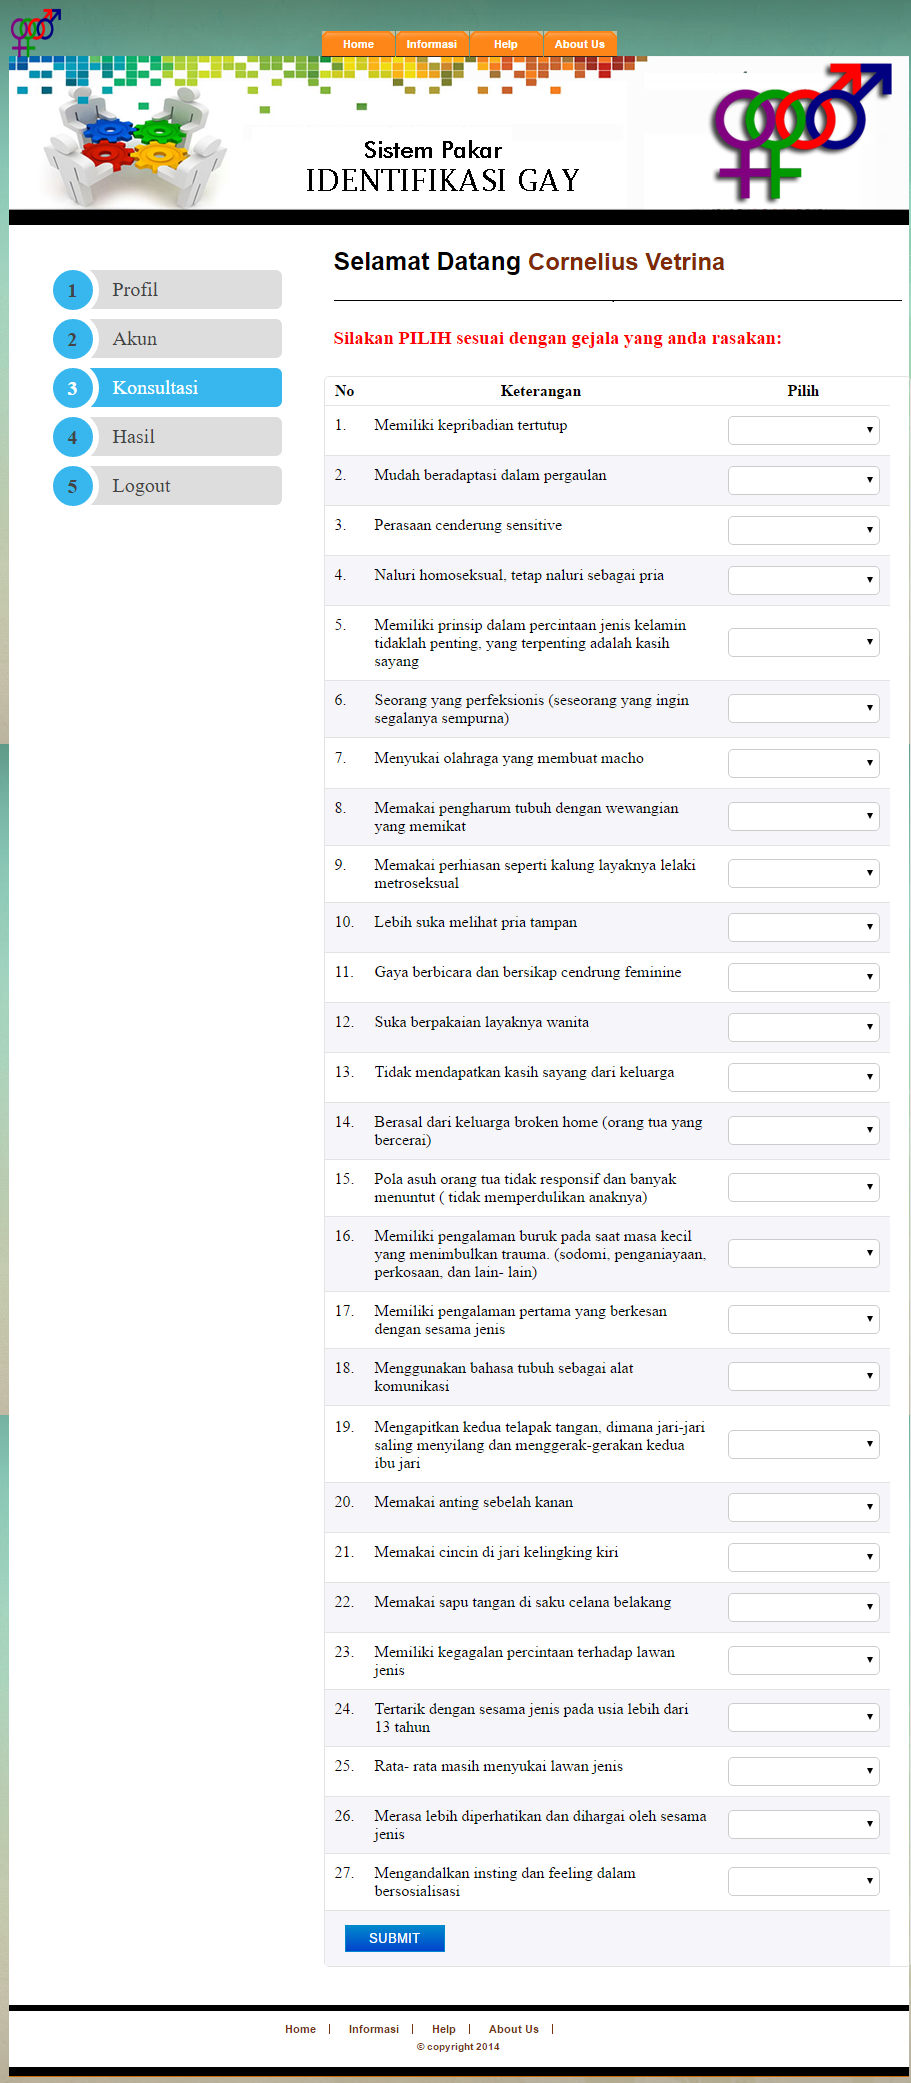 Home Informasi Help About Us
Sistem Pakar
IDENTIFIKASI GAY
Selamat Datang Cornelius Vetrina
1 Profil
2 Akun
3 Konsultasi
4 Hasil
5 Logout
Silakan PILIH sesuai dengan gejala yang anda rasakan:
No Keterangan Pilih
1. Memiliki kepribadian tertutup
2. Mudah beradaptasi dalam pergaulan
3. Perasaan cenderung sensitive
4. Naluri homoseksual, tetap naluri sebagai pria
5. Memiliki prinsip dalam percintaan jenis kelamin
tidaklah penting, yang terpenting adalah kasih
sayang
6. Seorang yang perfeksionis (seseorang yang ingin
segalanya sempurna)
7. Menyukai olahraga yang membuat macho
8. Memakai pengharum tubuh dengan wewangian
yang memikat
9. Memakai perhiasan seperti kalung layaknya lelaki
metroseksual
10. Lebih suka melihat pria tampan
11. Gaya berbicara dan bersikap cendrung feminine
12. Suka berpakaian layaknya wanita
13. Tidak mendapatkan kasih sayang dari keluarga
14. Berasal dari keluarga broken home (orang tua yang
bercerai)
15. Pola asuh orang tua tidak responsif dan banyak
menuntut ( tidak memperdulikan anaknya)
16. Memiliki pengalaman buruk pada saat masa kecil
yang menimbulkan trauma. (sodomi, penganiayaan,
perkosaan, dan lain- lain)
17. Memiliki pengalaman pertama yang berkesan
dengan sesama jenis
18. Menggunakan bahasa tubuh sebagai alat
komunikasi
19. Mengapitkan kedua telapak tangan, dimana jari-jari
saling menyilang dan menggerak-gerakan kedua
ibu jari
20. Memakai anting sebelah kanan
21. Memakai cincin di jari kelingking kiri
22. Memakai sapu tangan di saku celana belakang
23. Memiliki kegagalan percintaan terhadap lawan
jenis
24. Tertarik dengan sesama jenis pada usia lebih dari
13 tahun
25. Rata- rata masih menyukai lawan jenis
26. Merasa lebih diperhatikan dan dihargai oleh sesama
jenis
27. Mengandalkan insting dan feeling dalam
bersosialisasi
SUBMIT
Home | Informasi | Help | About Us |
© copyright 2014